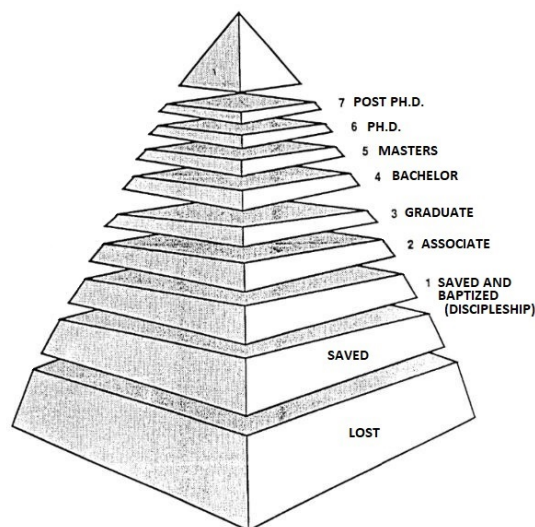 7 POST PH.D.
6 PH.D.
5 MASTERS
4 BACHELOR
3 GRADUATE
2 ASSOCIATE
1 SAVED AND
BAPTIZED
(DISCIPLESHIP)
SAVED
LOST